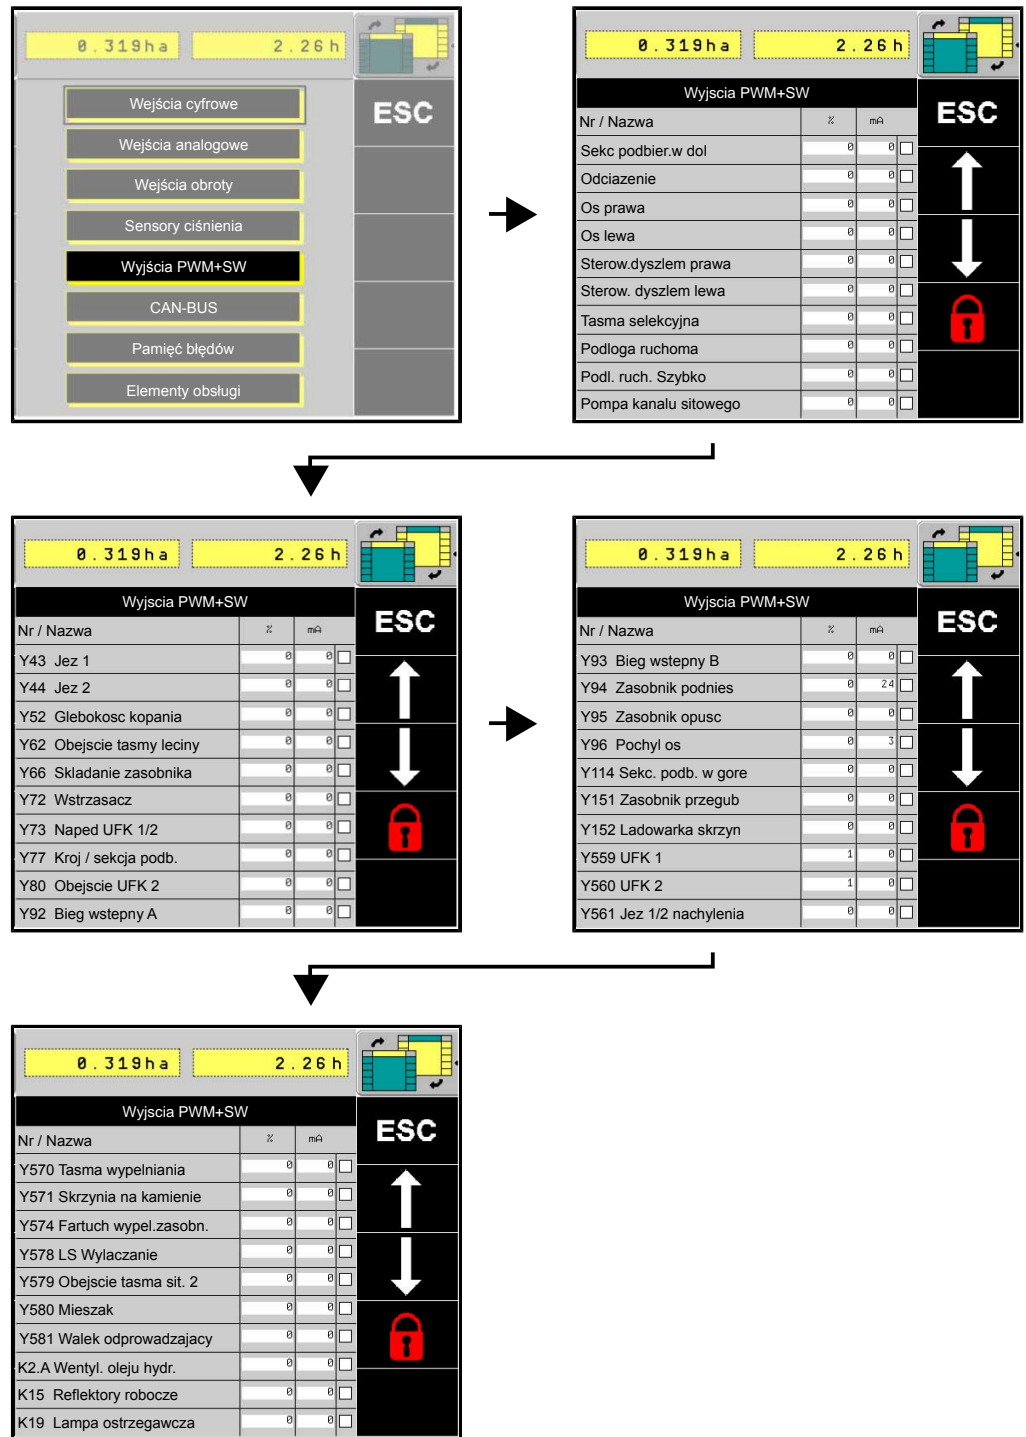 0.319ha 2.26h
Wejścia cyfrowe
ESC
Wejścia analogowe
Wejścia obroty
Sensory ciśnienia
Wyjścia PWM+SW
CAN-BUS
Pamięć błędów
Elementy obsługi
0.319ha 2.26h
Wyjscia PWM+SW
ESC
Nr / Nazwa % mA
Sekc podbier.w dol 0 0
Odciazenie 0 0
Os prawa 0 0
Os lewa 0 0
Sterow.dyszlem prawa 0 0
Sterow. dyszlem lewa 0 0
Tasma selekcyjna 0 0
Podloga ruchoma 0 0
Podl. ruch. Szybko 0 0
Pompa kanalu sitowego 0 0
0.319ha 2.26h
Wyjscia PWM+SW
ESC
Nr / Nazwa % mA
Y43 Jez 1 0 0
Y44 Jez 2 0 0
Y52 Glebokosc kopania 0 0
Y62 Obejscie tasmy leciny 0 0
Y66 Skladanie zasobnika 0 0
Y72 Wstrzasacz 0 0
Y73 Naped UFK 1/2 0 0
Y77 Kroj / sekcja podb. 0 0
Y80 Obejscie UFK 2 0 0
Y92 Bieg wstepny A 0 0
0.319ha 2.26h
Wyjscia PWM+SW
ESC
Nr / Nazwa % mA
Y93 Bieg wstepny B 0 0
Y94 Zasobnik podnies 0 24
Y95 Zasobnik opusc 0 0
Y96 Pochyl os 0 3
Y114 Sekc. podb. w gore 0 0
Y151 Zasobnik przegub 0 0
Y152 Ladowarka skrzyn 0 0
Y559 UFK 1 1 0
Y560 UFK 2 1 0
Y561 Jez 1/2 nachylenia 0 0
0.319ha 2.26h
Wyjscia PWM+SW
ESC
Nr / Nazwa % mA
Y570 Tasma wypelniania 0 0
Y571 Skrzynia na kamienie 0 0
Y574 Fartuch wypel.zasobn. 0 0
Y578 LS Wylaczanie 0 0
Y579 Obejscie tasma sit. 2 0 0
Y580 Mieszak 0 0
Y581 Walek odprowadzajacy 0 0
K2.A Wentyl. oleju hydr. 0 0
K15 Reflektory robocze 0 0
K19 Lampa ostrzegawcza 0 0